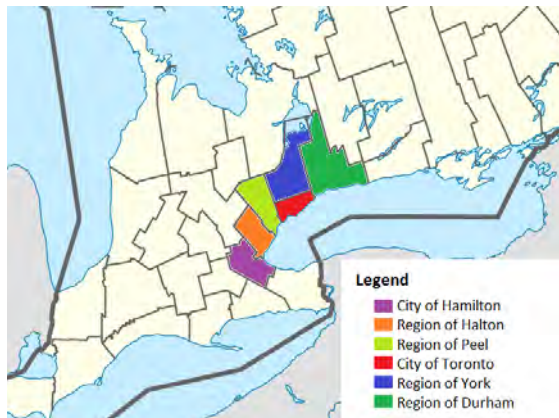 Legend
City of Hamilton
Region of Halton
Region of Peel
City of Toronto
Region of York
Region of Durham